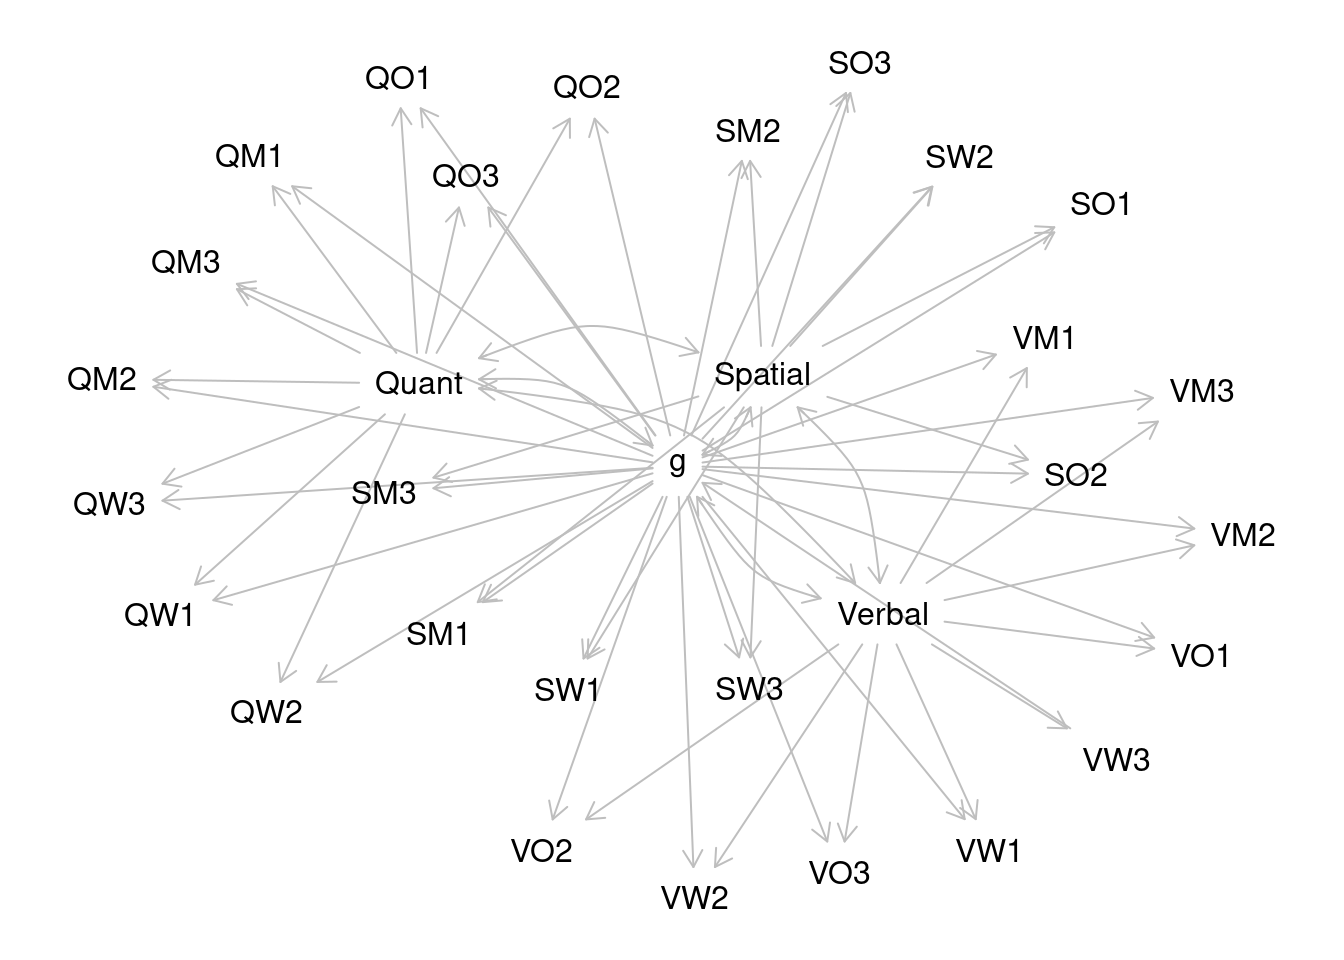 SO3
QO1
QO2
SM2
QM1
SW2
QO3
SO1
QM3
VM1
Spatial
QM2
Quant
VM3
g
SO2
SM3
QW3
VM2
QW1
Verbal
SM1
VO1
SW1
SW3
QW2
VW3
VO2
VW1
VO3
VW2